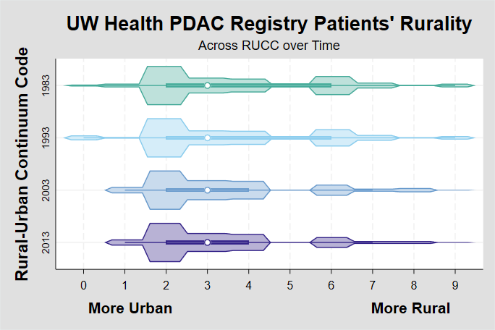 UW Health PDAC Registry Patients' Rurality
Across RUCC over Time
Rural-Urban Continuum Code
1983
1993
2003
2013
0 1 2 3 4 5 6 7 8 9
More Urban More Rural